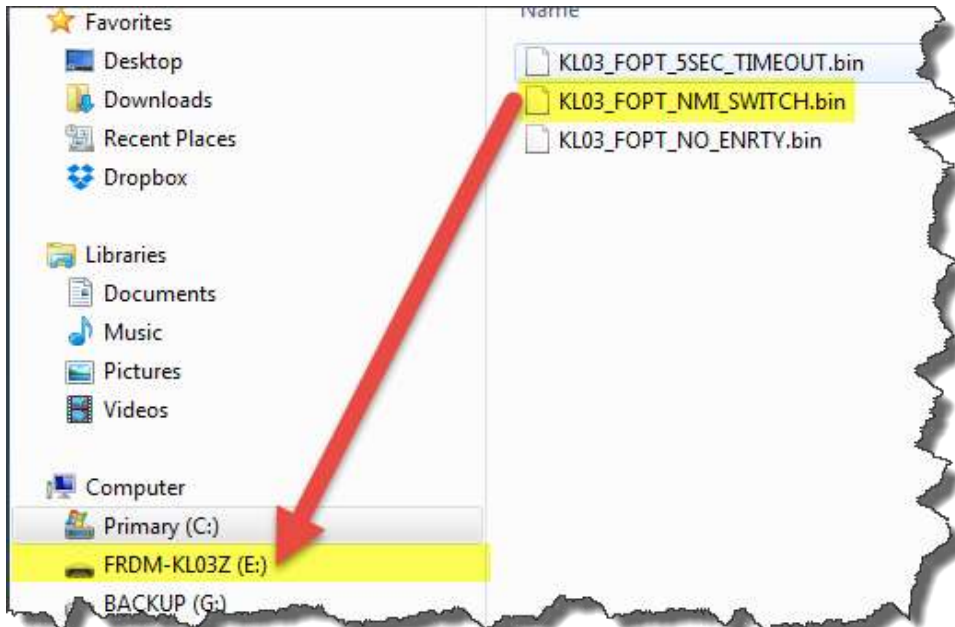 Favorites
Desktop
Downloads
Recent Places
Dropbox
Libraries
Documents
Music
Pictures
Videos
Computer
Primary (C:)
FRDM-KL03Z (E:)
BACKUP (G:)
Name
KL03_FOPT_5SEC_TIMEOUT.bin
KL03_FOPT_NMI_SWITCH.bin
KL03_FOPT_NO_ENRTY.bin